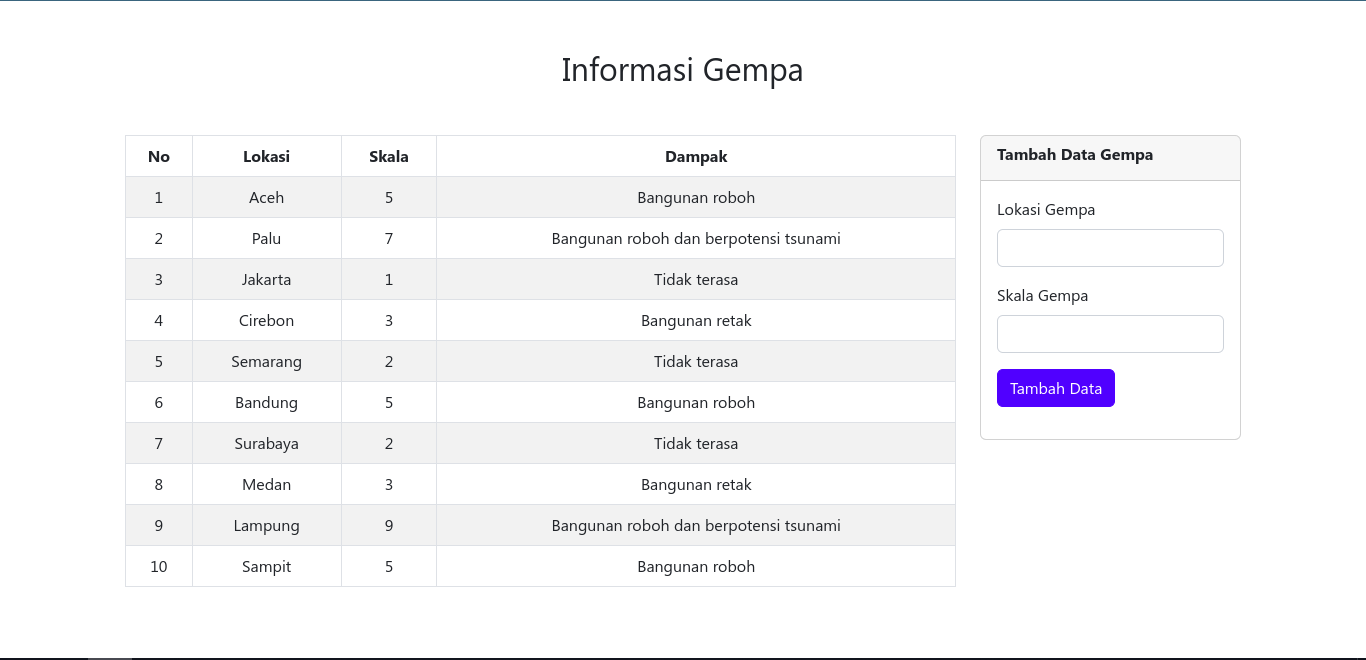 Informasi Gempa
No Lokasi Skala Dampak
1 Aceh 5 Bangunan roboh
2 Palu 7 Bangunan roboh dan berpotensi tsunami
3 Jakarta 1 Tidak terasa
4 Cirebon 3 Bangunan retak
5 Semarang 2 Tidak terasa
6 Bandung 5 Bangunan roboh
7 Surabaya 2 Tidak terasa
8 Medan 3 Bangunan retak
9 Lampung 9 Bangunan roboh dan berpotensi tsunami
10 Sampit 5 Bangunan roboh
Tambah Data Gempa
Lokasi Gempa
Skala Gempa
Tambah Data